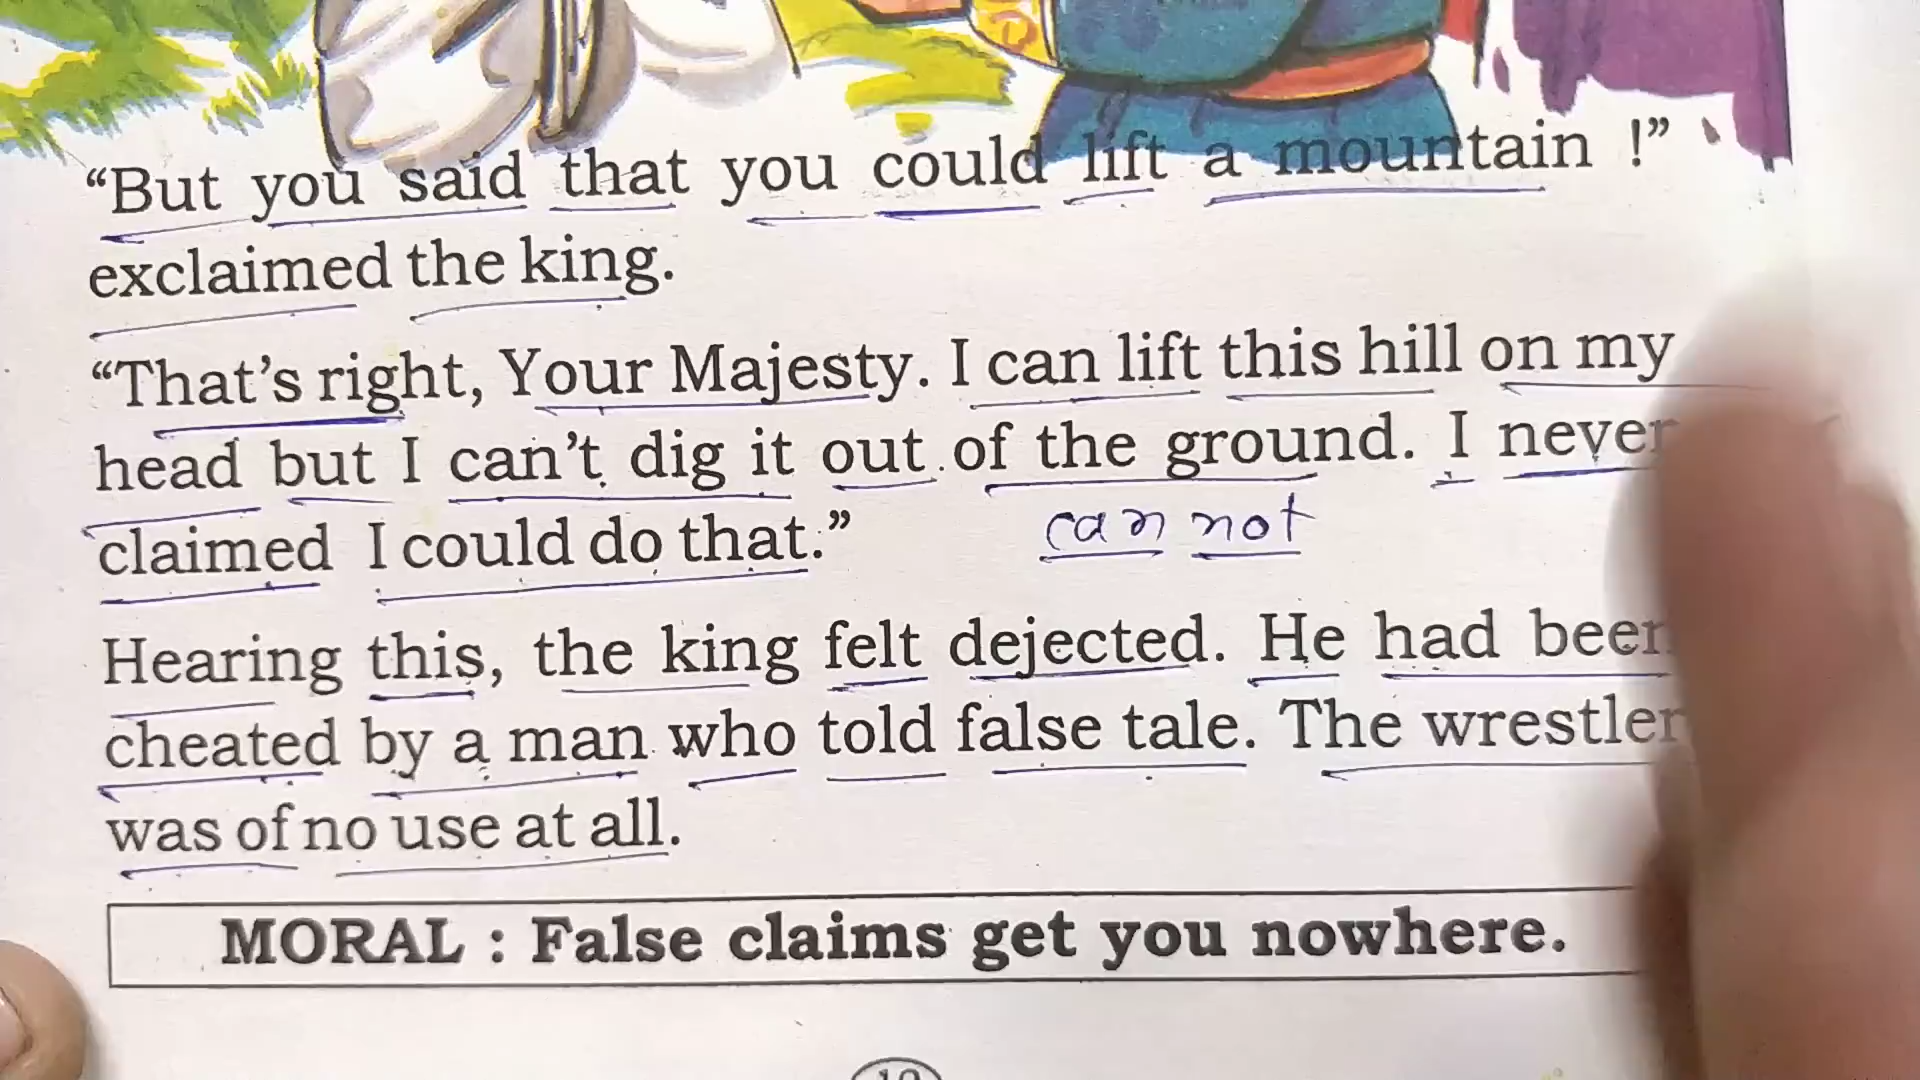 “But you said that you could lift a mountain !”
exclaimed the king.
“That’s right, Your Majesty. I can lift this hill on my
head but I can’t dig it out of the ground. I never
claimed I could do that.”
can not
Hearing this, the king felt dejected. He had been
cheated by a man who told false tale. The wrestler
was of no use at all.
MORAL : False claims get you nowhere.